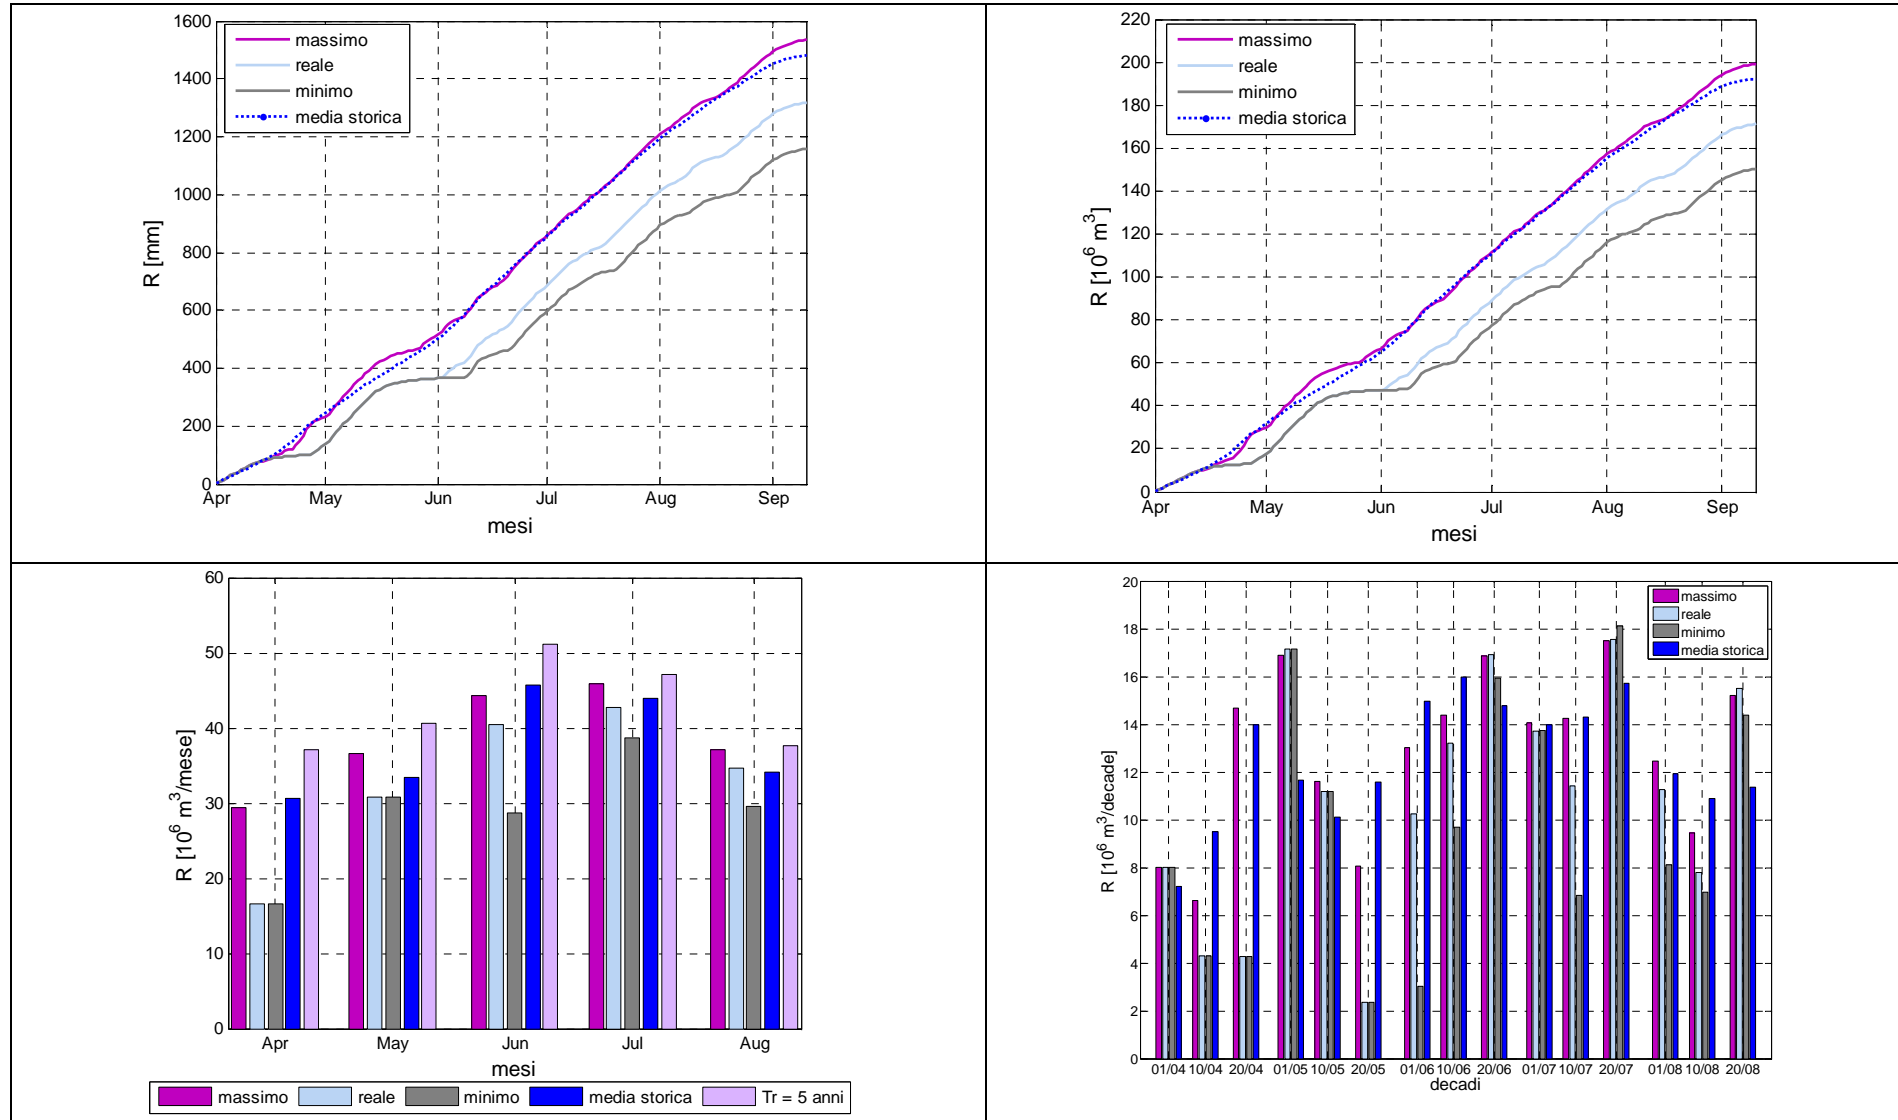 1600
1400
1200
1000
800
600
400
200
0
R [mm]
massimo
reale
minimo
media storica
Apr May Jun Jul Aug Sep
mesi
220
200
180
160
140
120
100
80
60
40
20
0
R [10^6 m^3]
massimo
reale
minimo
media storica
Apr May Jun Jul Aug Sep
mesi
60
50
40
30
20
10
0
R [10^6 m^3/mese]
Apr May Jun Jul Aug
mesi
massimo reale minimo media storica Tr = 5 anni
20
18
16
14
12
10
8
6
4
2
0
R [10^6 m^3/decade]
massimo
reale
minimo
media storica
01/04 10/04 20/04 01/05 10/05 20/05 01/06 10/06 20/06 01/07 10/07 20/07 01/08 10/08 20/08
decadi